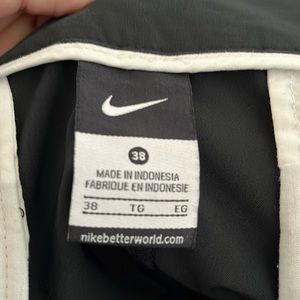 38
MADE IN INDONESIA
FABRIQUE EN INDONESIE
38 TG EG
nikebetterworld.com